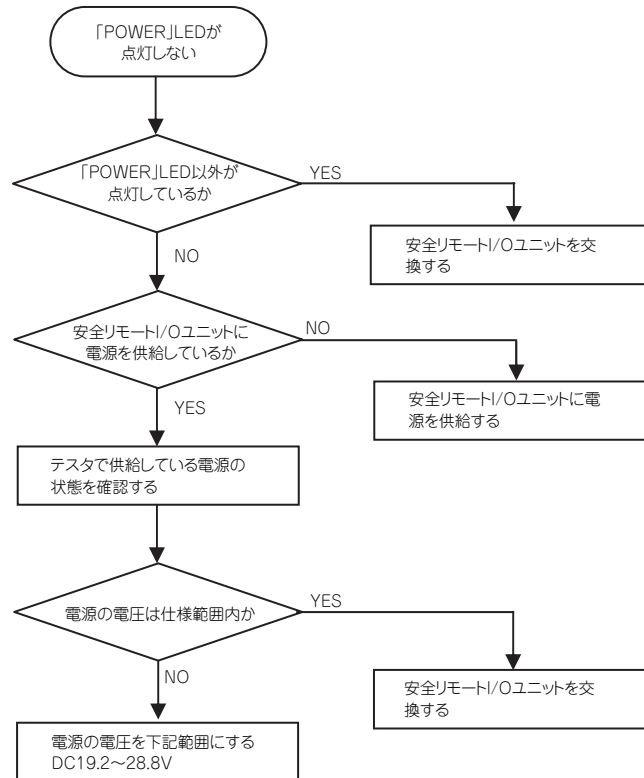 「POWER」LEDが
点灯しない
「POWER」LED以外が
点灯しているか
YES
安全リモートI/Oユニットを交
換する
NO
安全リモートI/Oユニットに
電源を供給しているか
NO
安全リモートI/Oユニットに電
源を供給する
YES
テスタで供給している電源の
状態を確認する
電源の電圧は仕様範囲内か
YES
安全リモートI/Oユニットを交
換する
NO
電源の電圧を下記範囲にする
DC19.2～28.8V